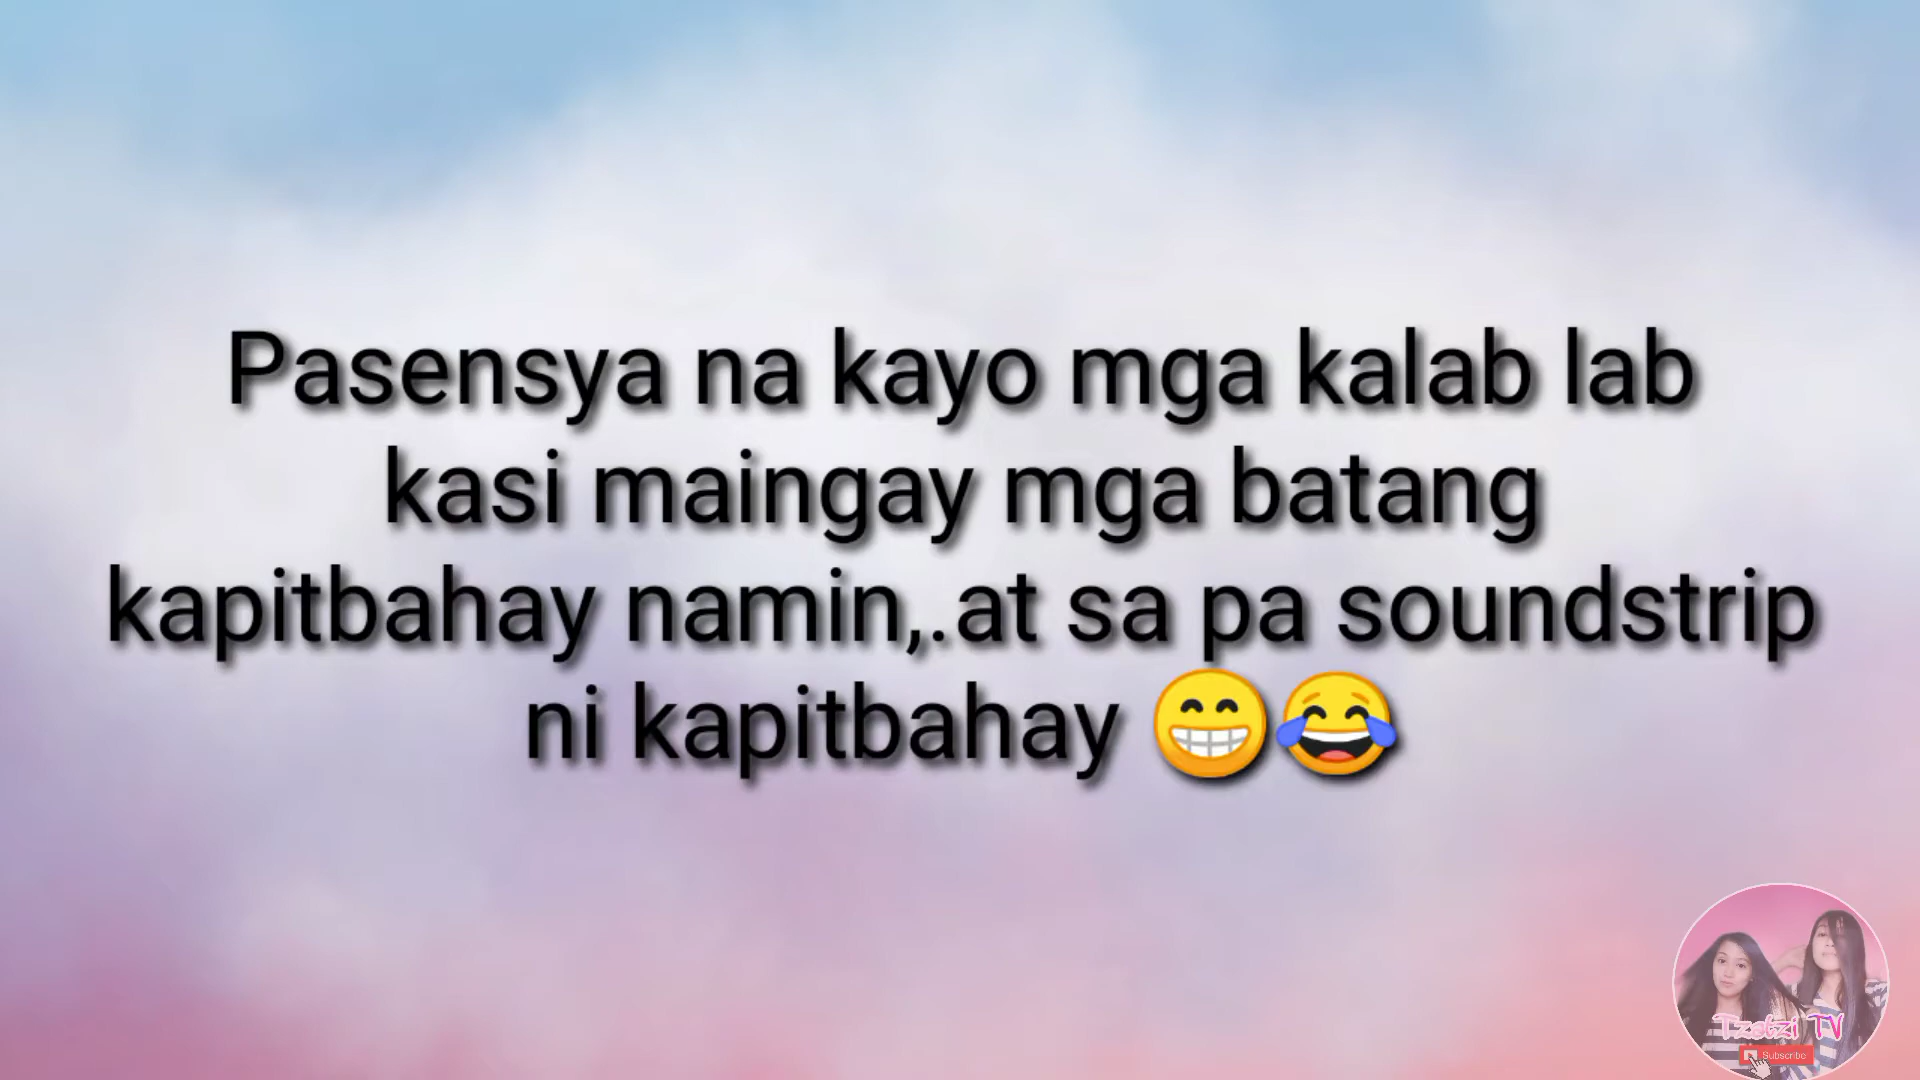 Pasensya na kayo mga kalab lab
kasi maingay mga batang
kapitbahay namin,.at sa pa soundstrip
ni kapitbahay 😁😂
Tzatzi TV
Subscribe